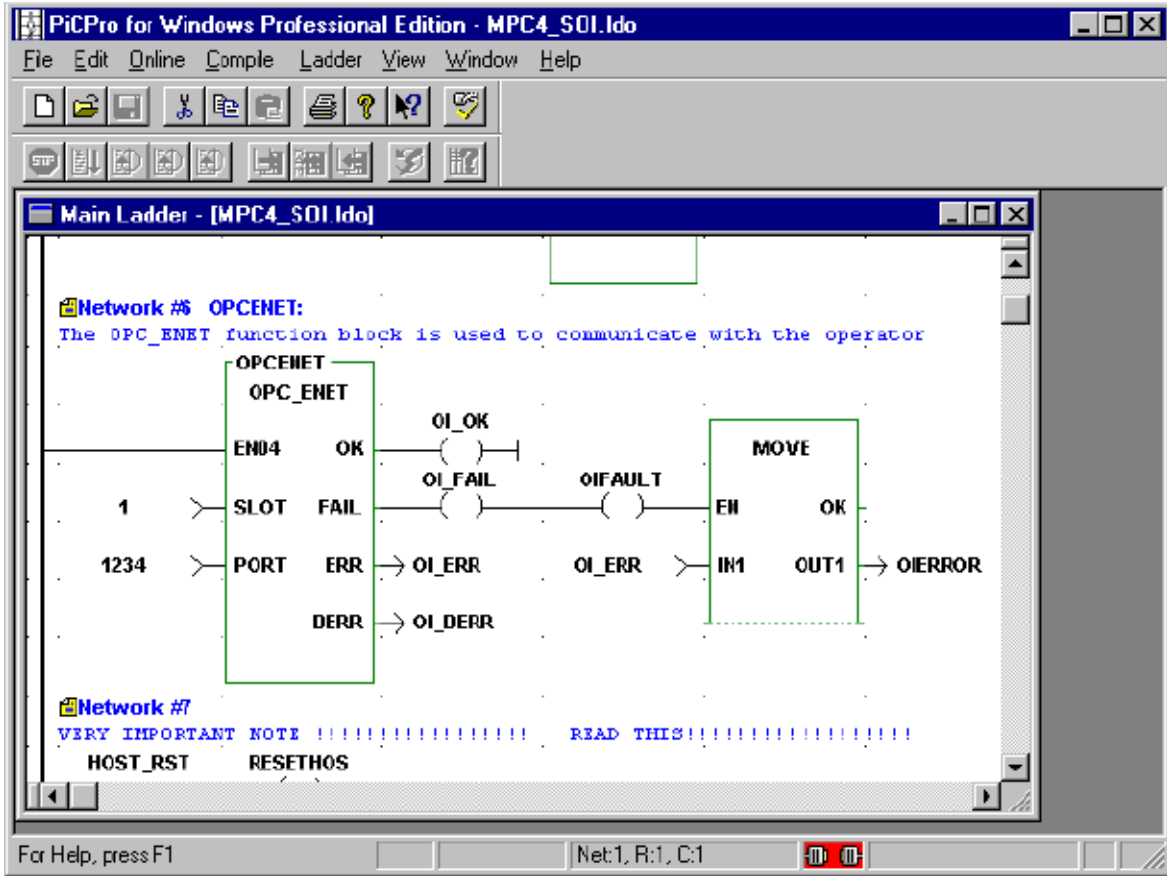 PiCPro for Windows Professional Edition - MPC4_SOI.ldo
File Edit Online Comple Ladder View Window Help
Main Ladder - [MPC4_SOI.ldo]
Network #6 OPCENET:
The OPC_ENET function block is used to communicate with the operator
OPCENET
OPC_ENET
OI_OK
MOVE
EN04 OK
OI_FAIL OIFAULT
1 SLOT FAIL EN OK
1234 PORT ERR OI_ERR OI_ERR IN1 OUT1 OIERROR
DERR OI_DERR
Network #7
VERY IMPORTANT NOTE !!!!!!!!!!!!!!!!!! READ THIS!!!!!!!!!!!!!!!!!!!
HOST_RST RESETHOS
For Help, press F1 Net:1, R:1, C:1